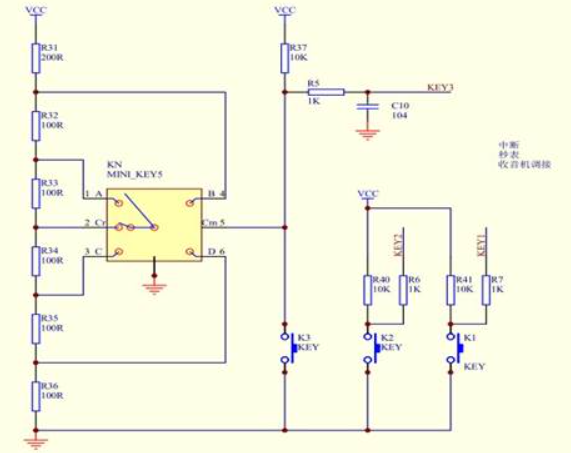 VCC
VCC
R31
200R
R37
10K
R5
1K
KEY3
C10
104
R32
100R
中断
秒表
收音机调接
KN
MINI_KEY5
R33
100R
1 A
B 4
2 Cr
Cm 5
3 C
D 6
VCC
KEY2
KEY1
R34
100R
R40
10K
R6
1K
R41
10K
R7
1K
R35
100R
K3
KEY
K2
KEY
K1
KEY
R36
100R